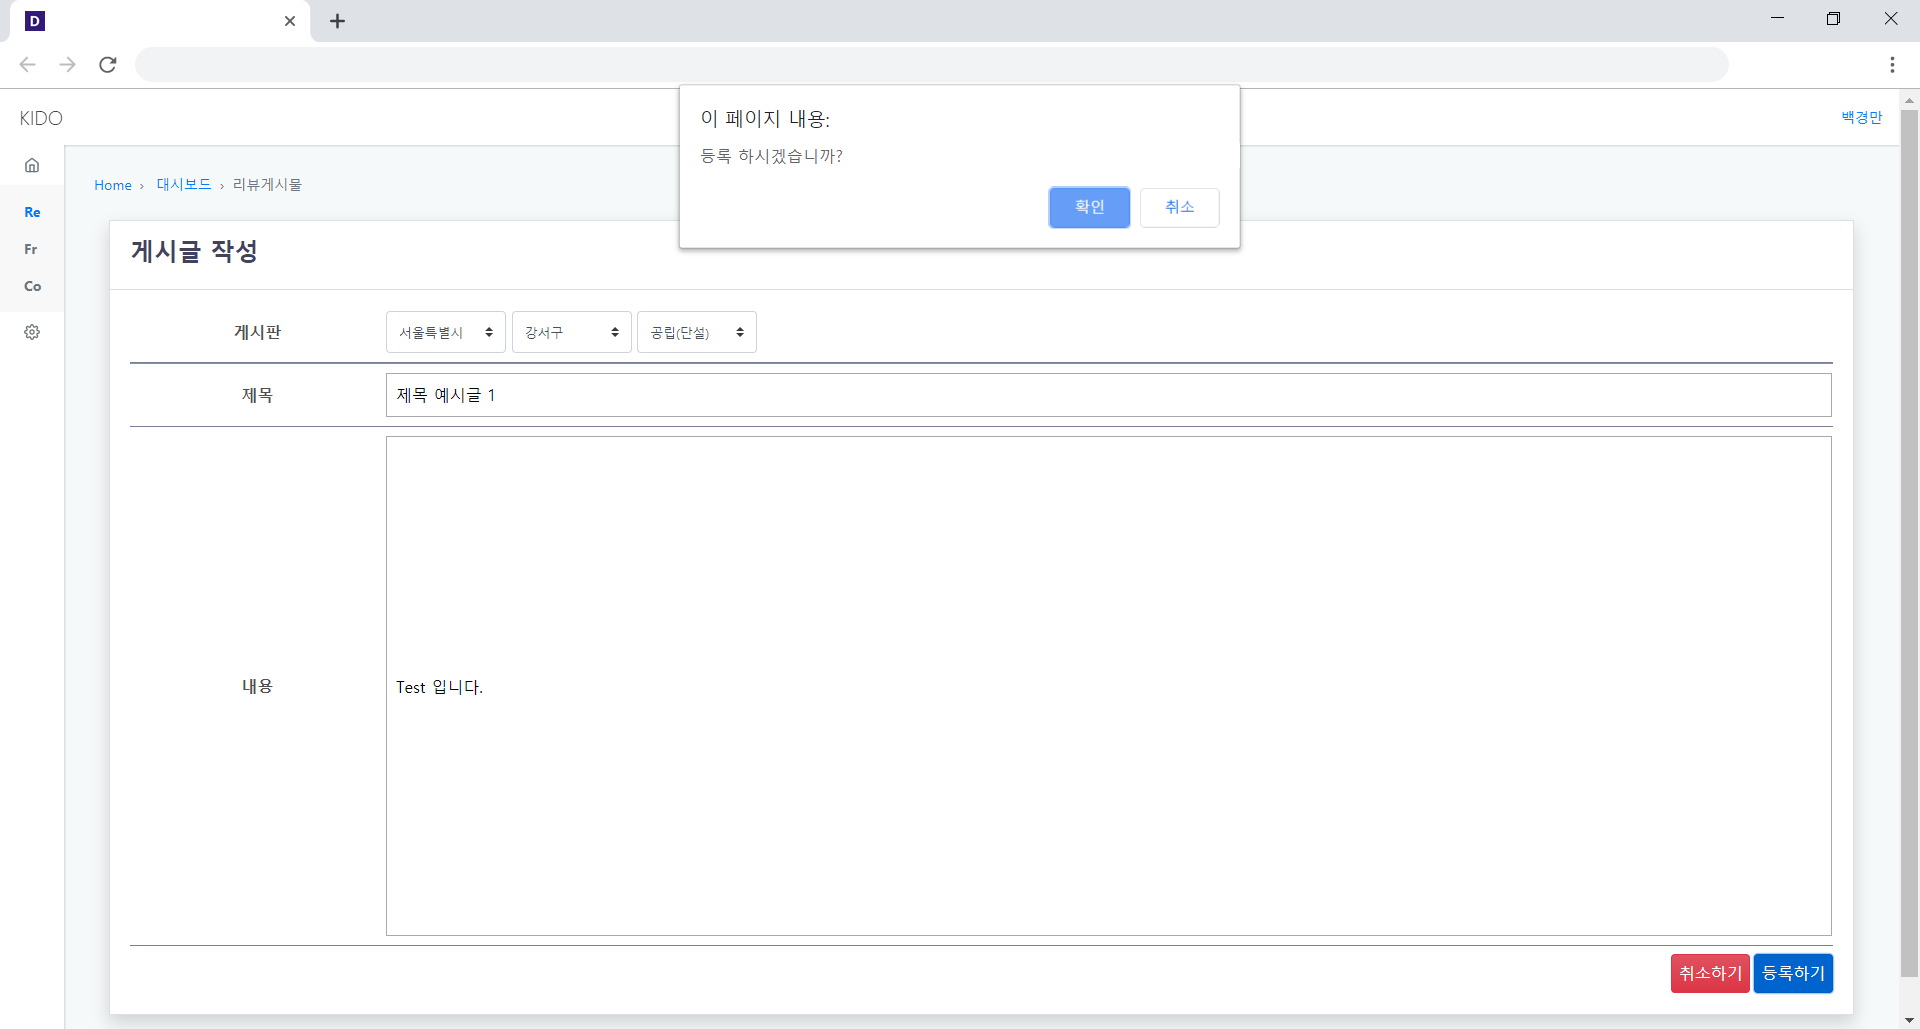 D
KIDO
백경만
이 페이지 내용:
등록 하시겠습니까?
확인 취소
Home › 대시보드 › 리뷰게시물
Re
Fr
Co
게시글 작성
게시판 서울특별시 강서구 공립(단설)
제목 제목 예시글 1
내용 Test 입니다.
취소하기 등록하기